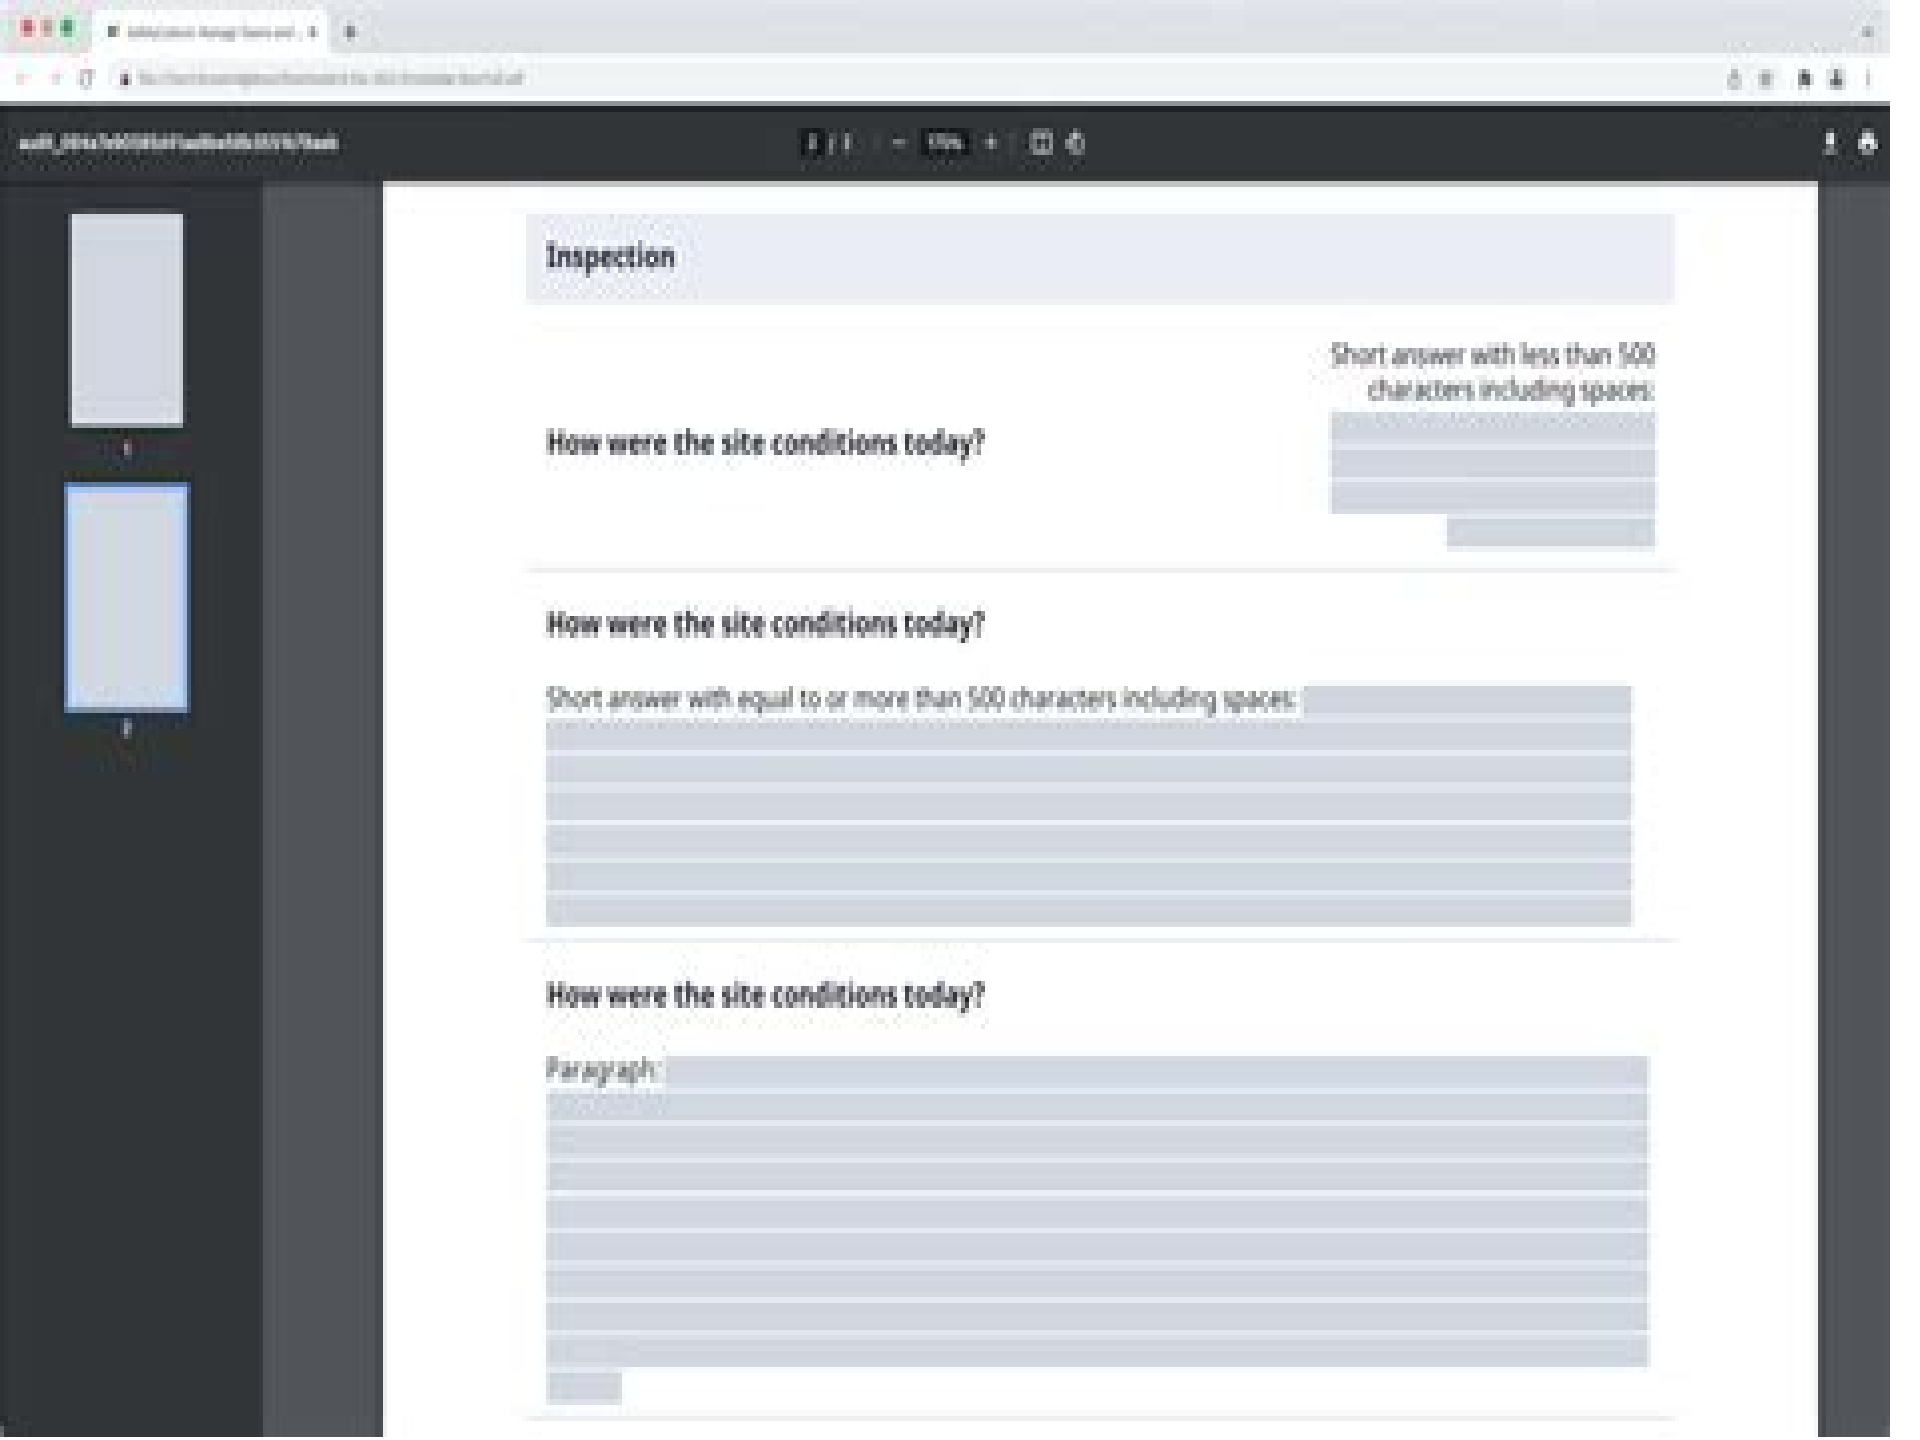 Inspection
Short answer with less than 500
characters including spaces:
How were the site conditions today?
How were the site conditions today?
Short answer with equal to or more than 500 characters including spaces:
How were the site conditions today?
Paragraph: